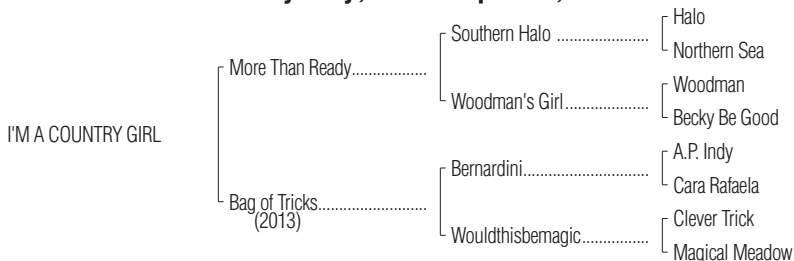 Halo
Southern Halo ......................
Northern Sea
More Than Ready..................
Woodman
Woodman's Girl....................
Becky Be Good
I'M A COUNTRY GIRL
A.P. Indy
Bernardini..............................
Cara Rafaela
Bag of Tricks..........................
(2013)
Clever Trick
Wouldthisbemagic................
Magical Meadow